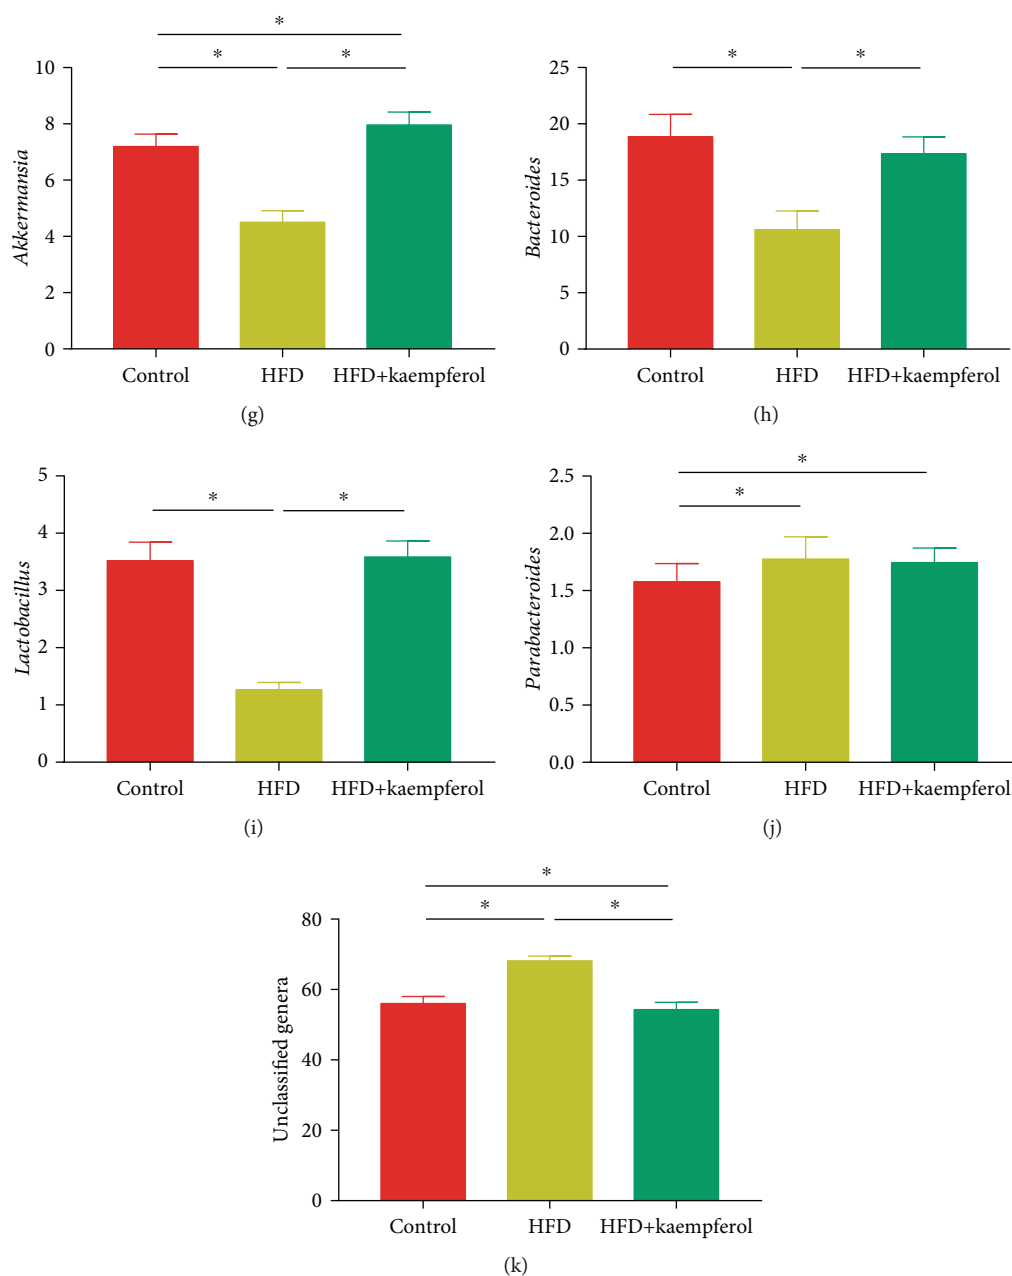 *
* *
10
8
6
4
2
0
Akkermansia
Control HFD HFD+kaempferol
(g)
* *
25
20
15
10
5
0
Bacteroides
Control HFD HFD+kaempferol
(h)
* *
5
4
3
2
1
0
Lactobacillus
Control HFD HFD+kaempferol
(i)
*
*
2.5
2.0
1.5
1.0
0.5
0.0
Parabacteroides
Control HFD HFD+kaempferol
(j)
*
* *
80
60
40
20
0
Unclassified genera
Control HFD HFD+kaempferol
(k)